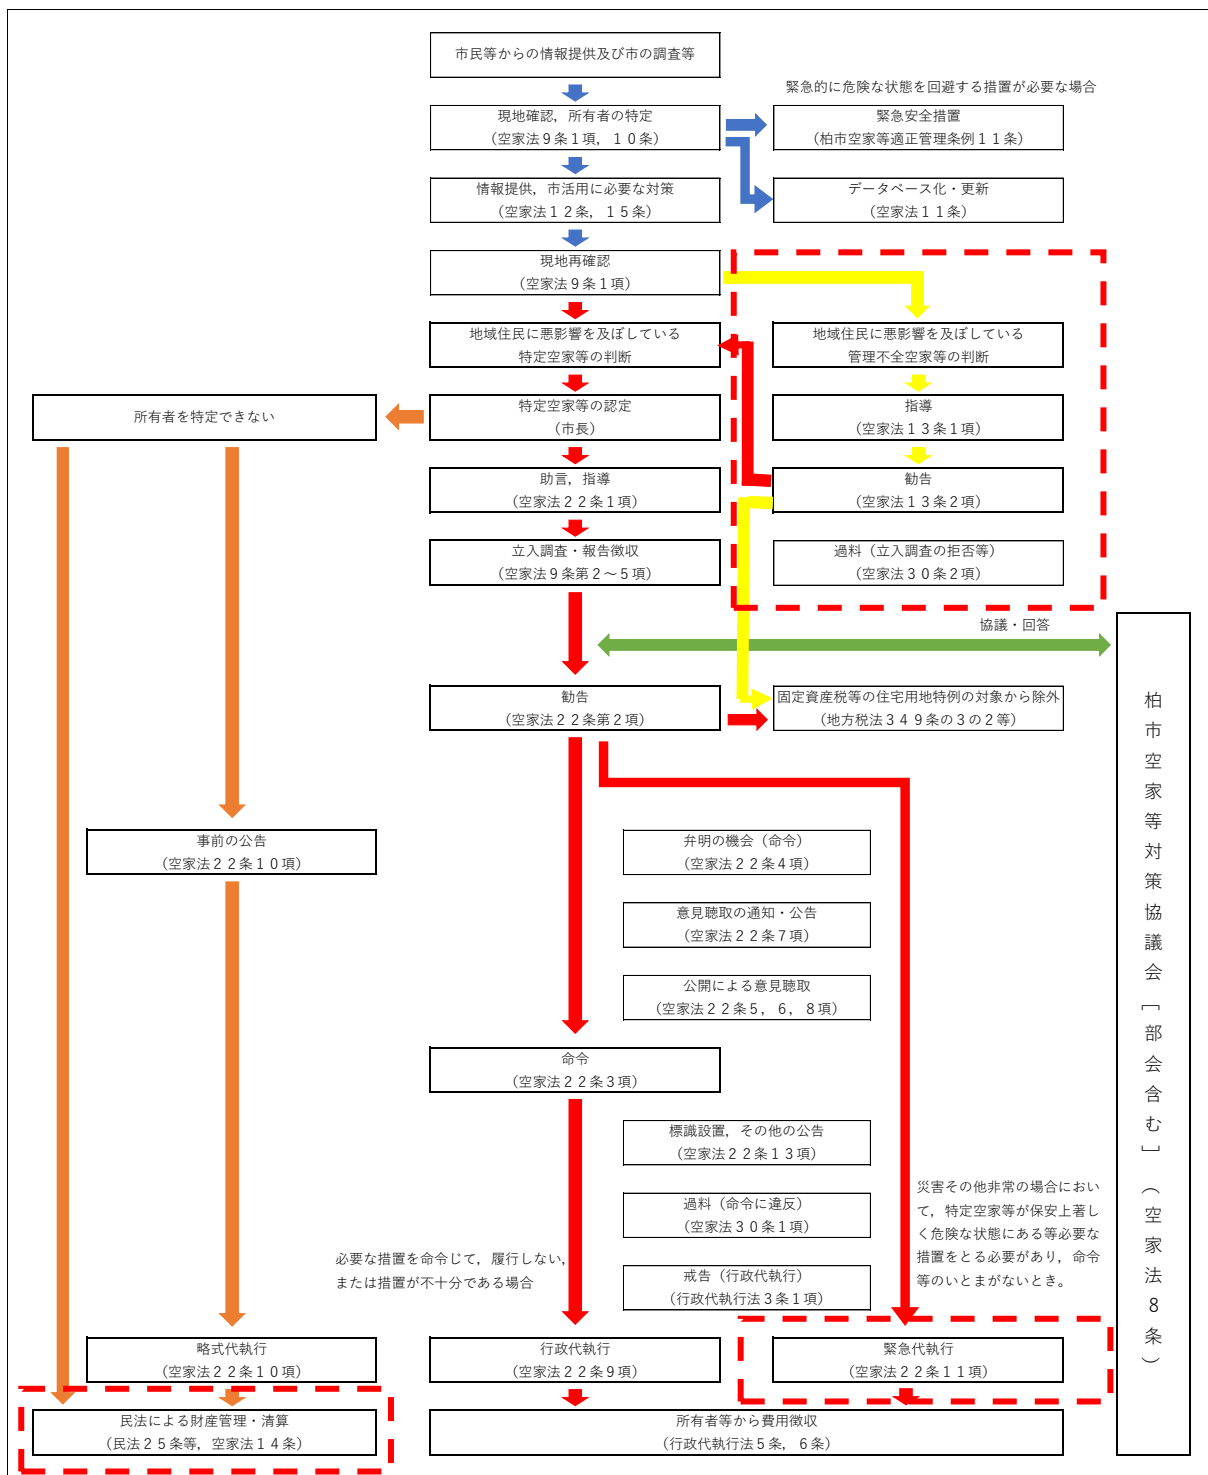 市民等からの情報提供及び市の調査等
緊急的に危険な状態を回避する措置が必要な場合
現地確認，所有者の特定
（空家法９条１項，１０条）
緊急安全措置
（柏市空家等適正管理条例１１条）
情報提供，市活用に必要な対策
（空家法１２条，１５条）
データベース化・更新
（空家法１１条）
現地再確認
（空家法９条１項）
地域住民に悪影響を及ぼしている
特定空家等の判断
地域住民に悪影響を及ぼしている
管理不全空家等の判断
所有者を特定できない
特定空家等の認定
（市長）
指導
（空家法１３条１項）
助言，指導
（空家法２２条１項）
勧告
（空家法１３条２項）
立入調査・報告徴収
（空家法９条第２～５項）
過料（立入調査の拒否等）
（空家法３０条２項）
協議・回答
勧告
（空家法２２条第２項）
固定資産税等の住宅用地特例の対象から除外
（地方税法３４９条の３の２等）
柏市空家等対策協議会［部会含む］（空家法８条）
事前の公告
（空家法２２条１０項）
弁明の機会（命令）
（空家法２２条４項）
意見聴取の通知・公告
（空家法２２条７項）
公開による意見聴取
（空家法２２条５，６，８項）
命令
（空家法２２条３項）
標識設置，その他の公告
（空家法２２条１３項）
過料（命令に違反）
（空家法３０条１項）
災害その他非常の場合におい
て，特定空家等が保安上著し
く危険な状態にある等必要な
措置をとる必要があり，命令
等のいとまがないとき。
必要な措置を命令じて，履行しない，
または措置が不十分である場合
戒告（行政代執行）
（行政代執行法３条１項）
略式代執行
（空家法２２条１０項）
行政代執行
（空家法２２条９項）
緊急代執行
（空家法２２条１１項）
民法による財産管理・清算
（民法２５条等，空家法１４条）
所有者等から費用徴収
（行政代執行法５条，６条）